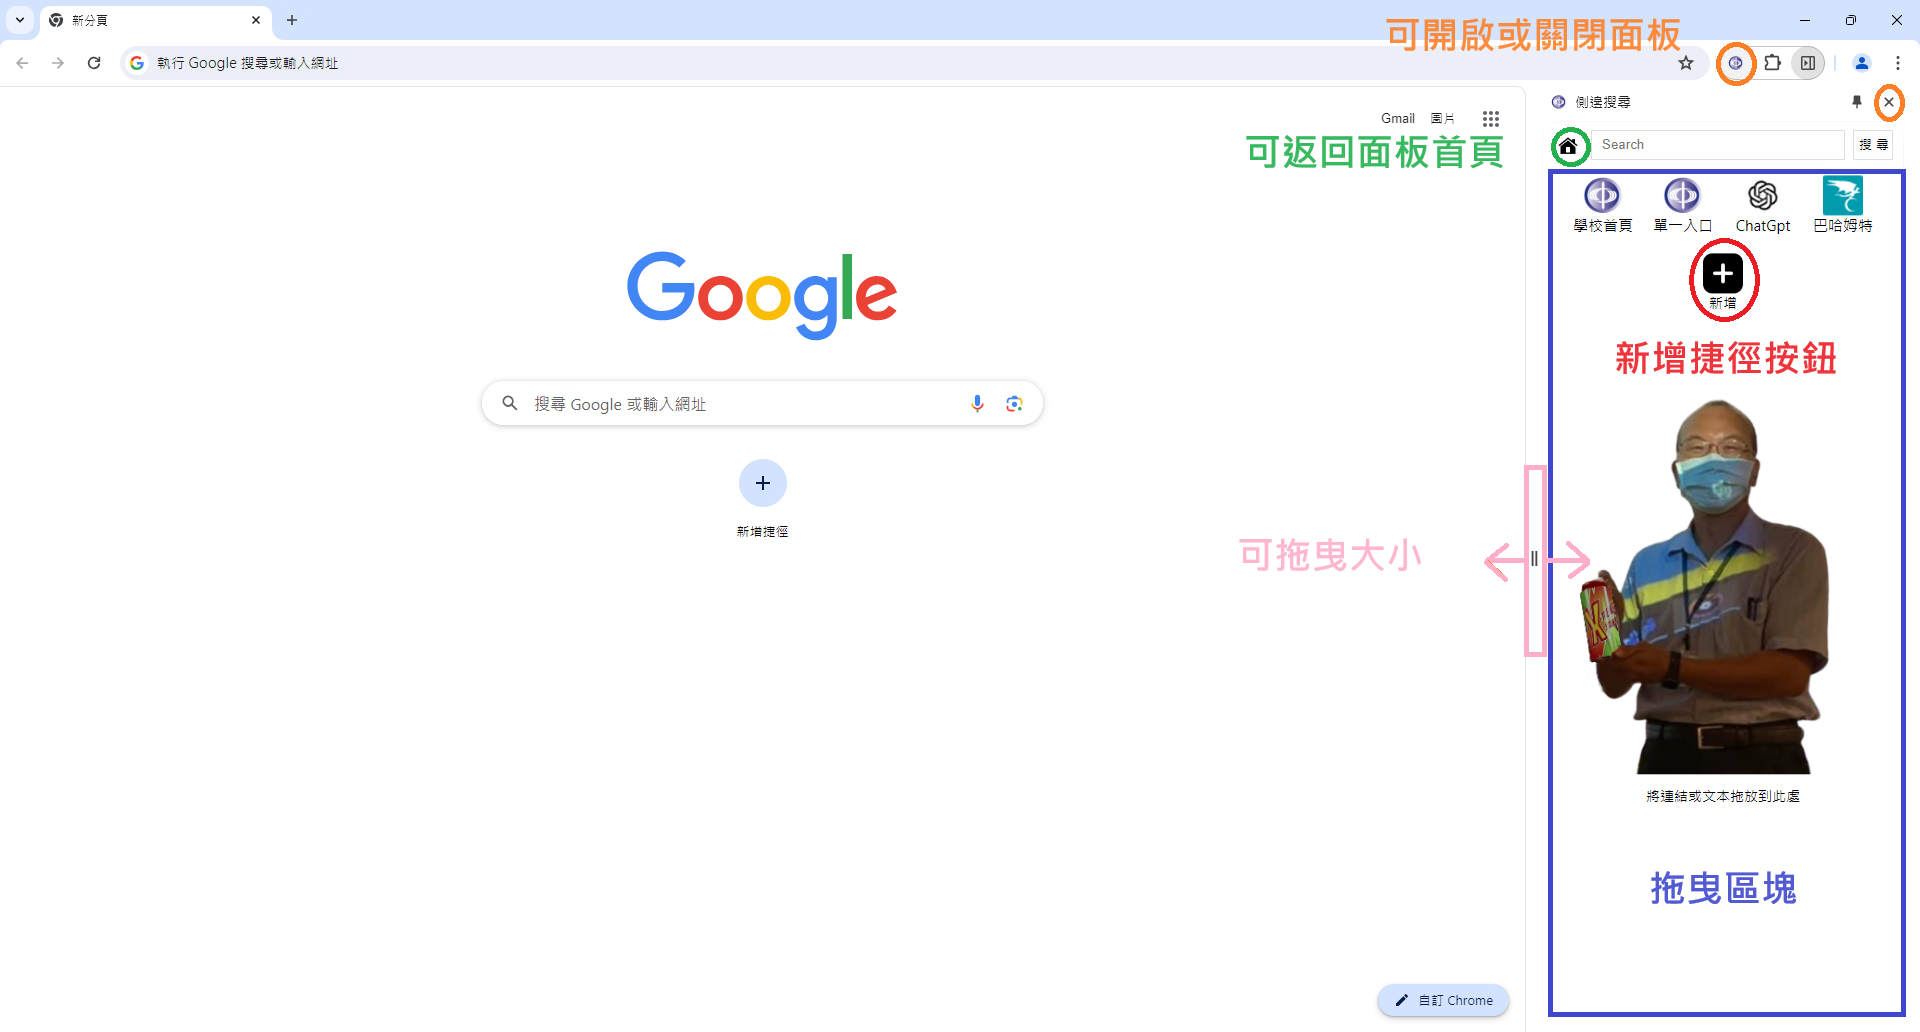 新分頁
可開啟或關閉面板
執行 Google 搜尋或輸入網址
側邊搜尋
Gmail 圖片
可返回面板首頁
Search 搜 尋
學校首頁 單一入口 ChatGpt 巴哈姆特
Google
新增
新增捷徑按鈕
搜尋 Google 或輸入網址
新增捷徑
可拖曳大小
X
將連結或文本拖放到此處
拖曳區塊
自訂 Chrome